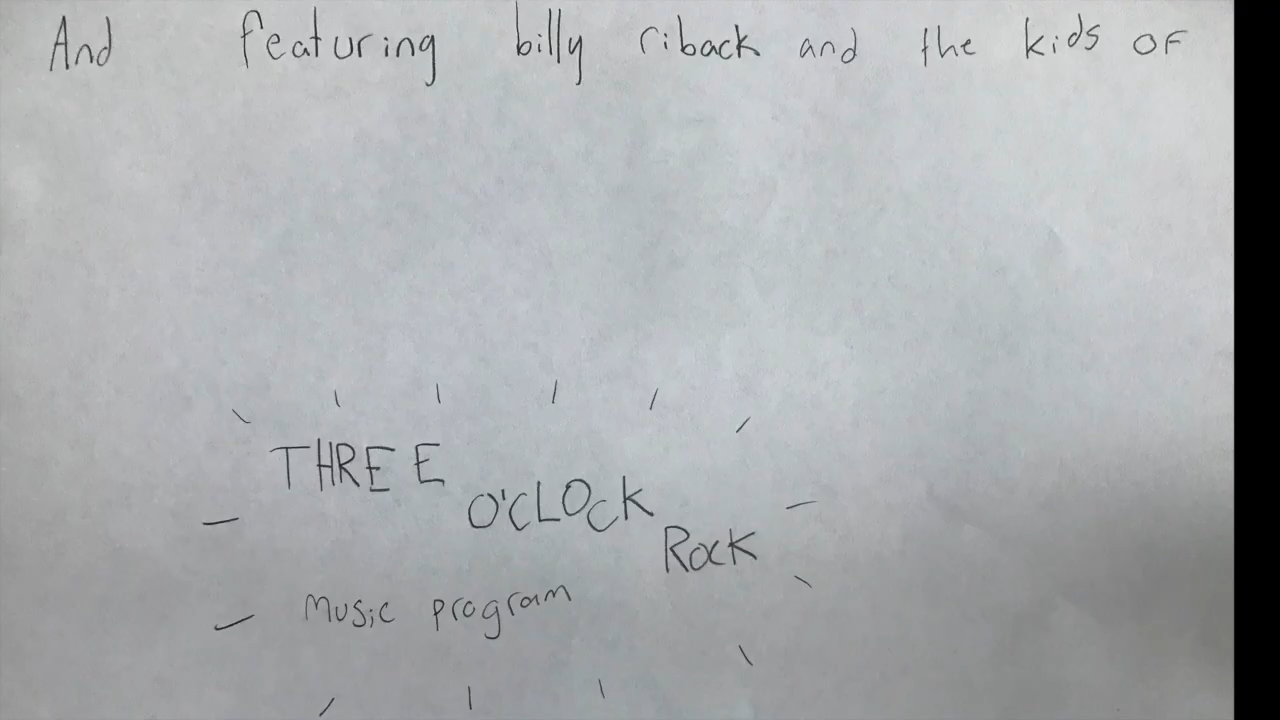 And featuring billy riback and the kids of
THREE
O'CLOCK
ROCK
Music program